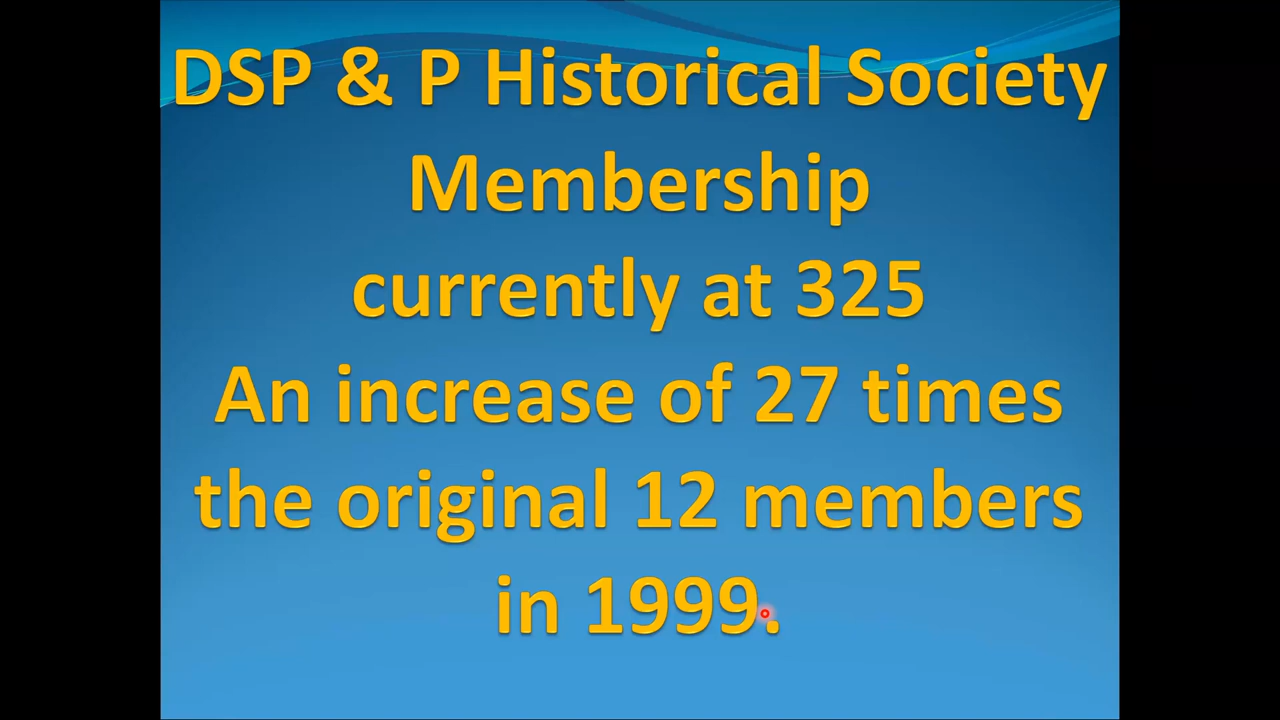 DSP & P Historical Society
Membership
currently at 325
An increase of 27 times
the original 12 members
in 1999.